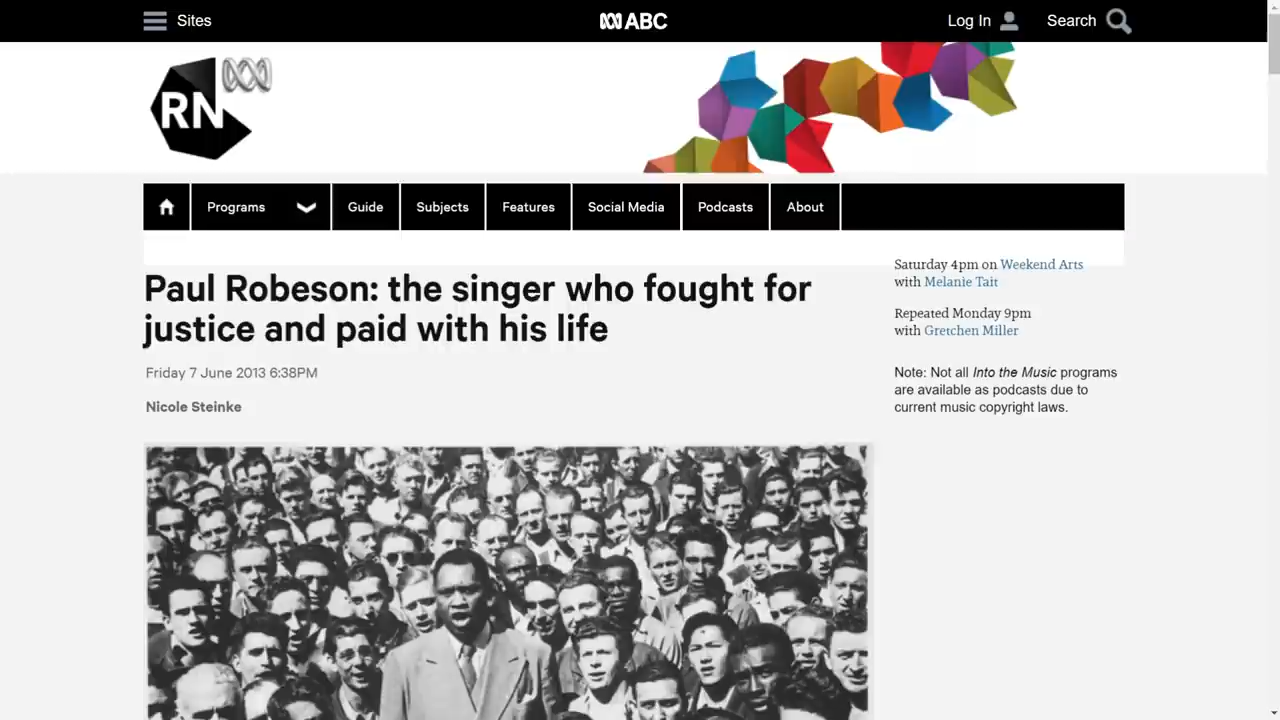 Sites
ABC
Log In
Search
RN
Programs
Guide
Subjects
Features
Social Media
Podcasts
About
Paul Robeson: the singer who fought for
justice and paid with his life
Friday 7 June 2013 6:38PM
Nicole Steinke
Saturday 4pm on Weekend Arts
with Melanie Tait
Repeated Monday 9pm
with Gretchen Miller
Note: Not all Into the Music programs
are available as podcasts due to
current music copyright laws.